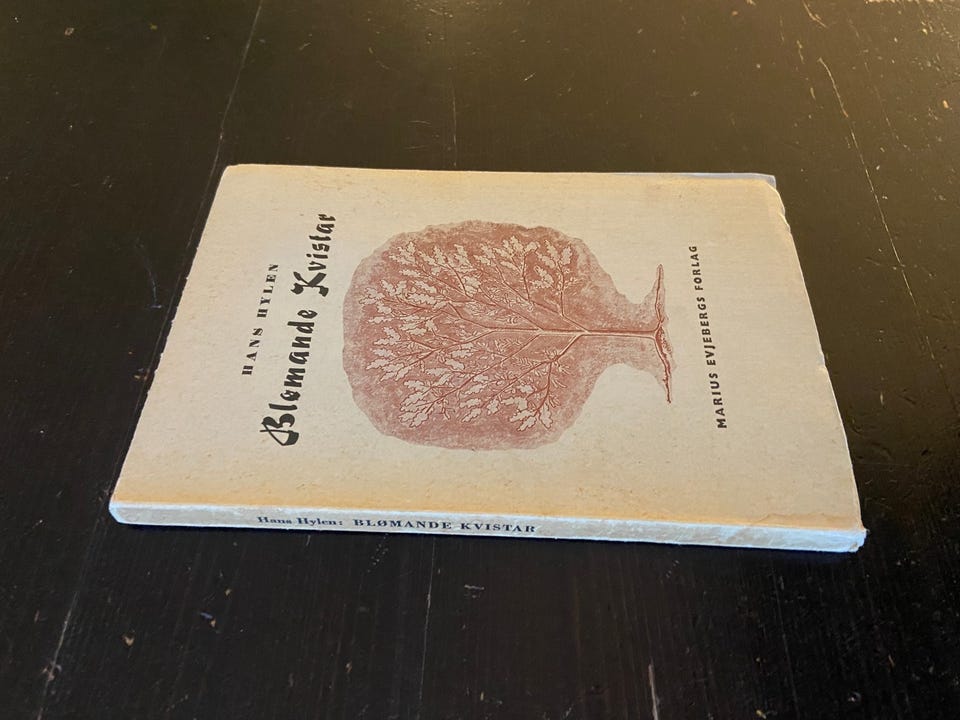 HANS HYLEN
Blømande Kvistar
MARIUS EVJEBERGS FORLAG
Hans Hylen: BLØMANDE KVISTAR